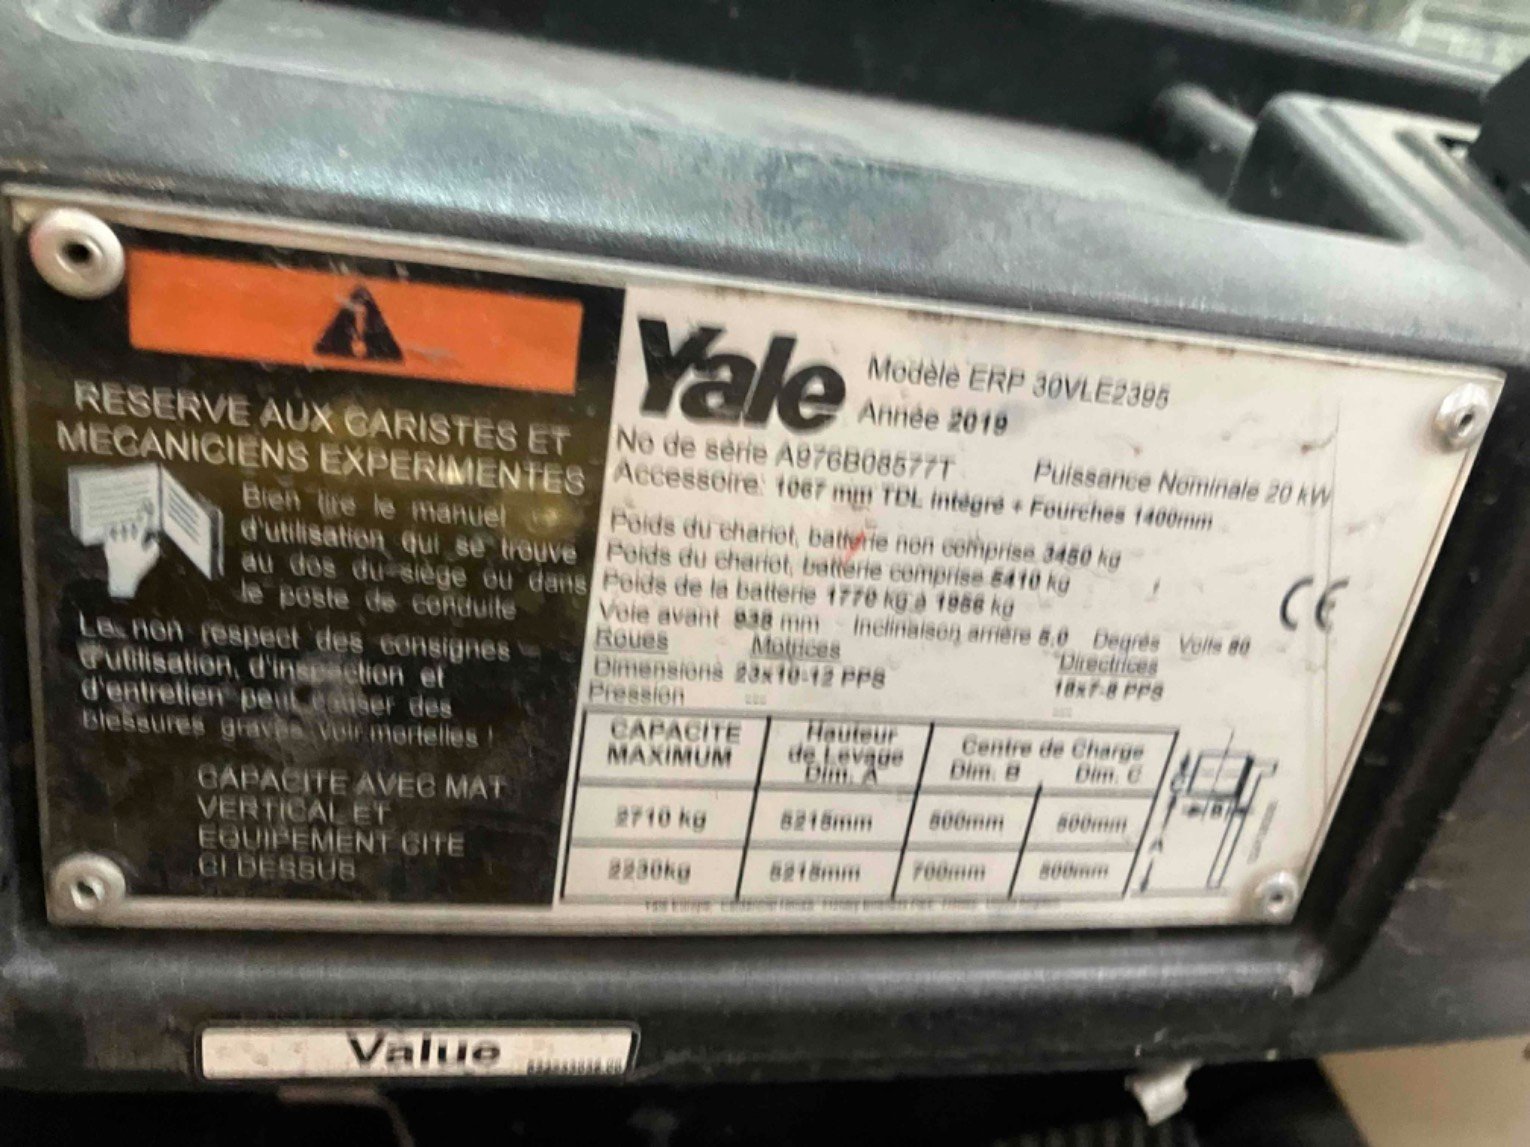 RESERVE AUX CARISTES ET
MECANICIENS EXPERIMENTES
Bien lire le manuel
d'utilisation qui se trouve
au dos du siège ou dans
le poste de conduite
Le non respect des consignes
d'utilisation, d'inspection et
d'entretien peut causer des
blessures graves voir mortelles !
CAPACITE AVEC MAT
VERTICAL ET
EQUIPEMENT CITE
CI DESSUS
Yale
Modèle ERP 30VLE2395
Année 2019
No de série A976B08577T
Puissance Nominale 20 kW
Accessoire: 1067 mm TDL intégré + Fourches 1400mm
Poids du chariot, batterie non comprise 3450 kg
Poids du chariot, batterie comprise 5410 kg
Poids de la batterie 1770 kg à 1956 kg
Voie avant 938 mm Inclinaison arrière 5,0 Degrés Volts 80
CE
Roues Motrices Directrices
Dimensions 23x10-12 PPS 18x7-8 PPS
Pression --- ---
CAPACITE MAXIMUM Hauteur de Levage Dim. A Centre de Charge Dim. B Dim. C
2710 kg 5215mm 500mm 500mm
2230kg 5215mm 700mm 500mm
C
B
A
Value